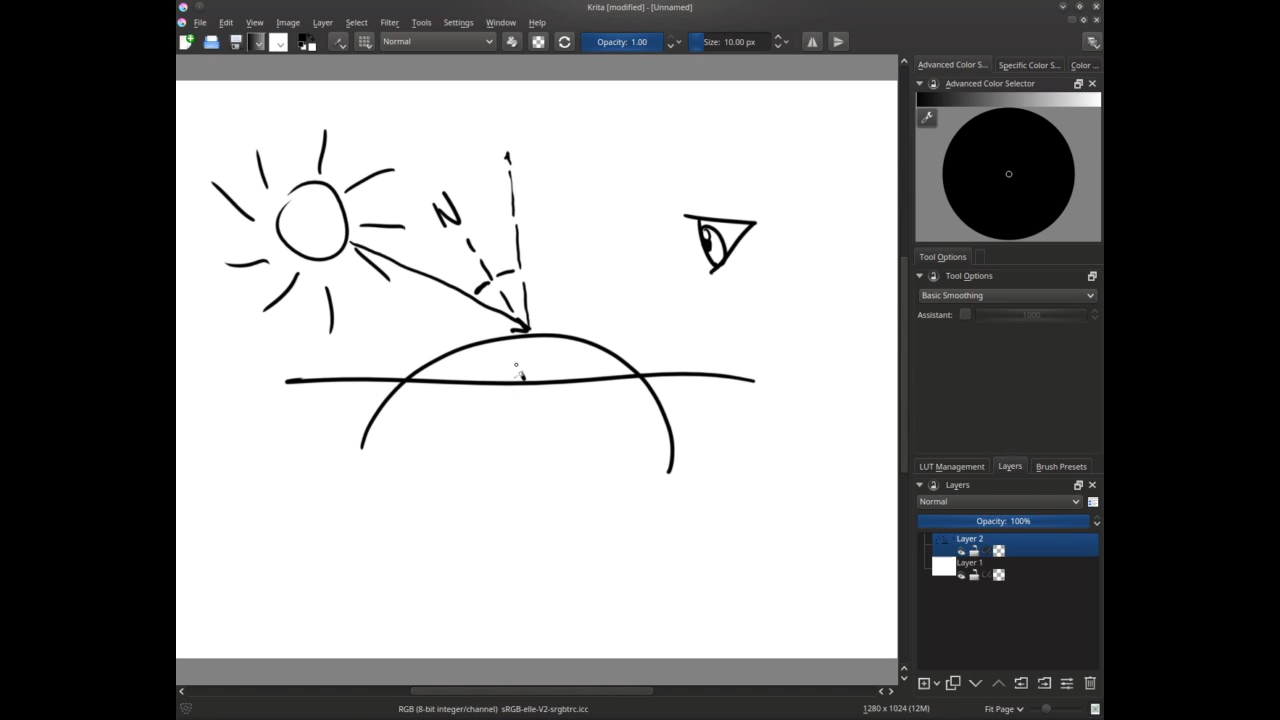 Krita [modified] - [Unnamed]
File Edit View Image Layer Select Filter Tools Settings Window Help
Normal Opacity: 1.00 Size: 10.00 px
Advanced Color S... Specific Color S... Color ...
Advanced Color Selector
N
Tool Options
Tool Options
Basic Smoothing
Assistant: 1000
LUT Management Layers Brush Presets
Layers
Normal
Opacity: 100%
Layer 2
Layer 1
RGB (8-bit integer/channel) sRGB-elle-V2-srgbtrc.icc 1280 x 1024 (12M) Fit Page